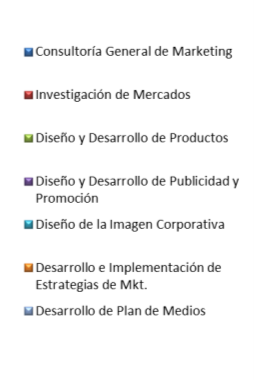 Consultoría General de Marketing
Investigación de Mercados
Diseño y Desarrollo de Productos
Diseño y Desarrollo de Publicidad y
Promoción
Diseño de la Imagen Corporativa
Desarrollo e Implementación de
Estrategias de Mkt.
Desarrollo de Plan de Medios